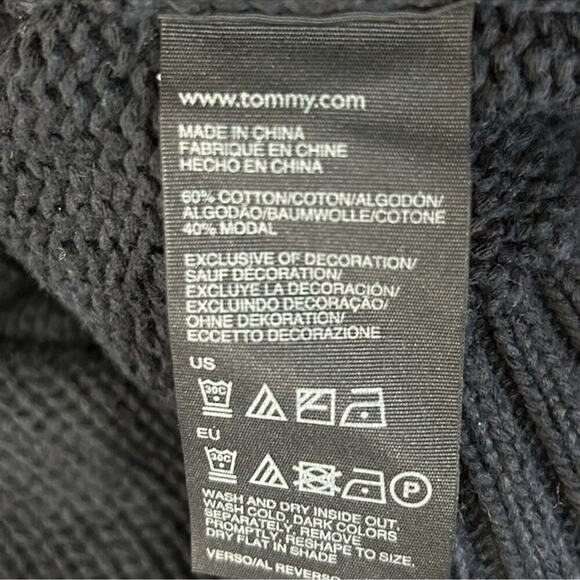 www.tommy.com
MADE IN CHINA
FABRIQUÉ EN CHINE
HECHO EN CHINA
60% COTTON/COTON/ALGODÓN/
ALGODÃO/BAUMWOLLE/COTONE
40% MODAL
EXCLUSIVE OF DECORATION/
SAUF DÉCORATION/
EXCLUYE LA DECORACIÓN/
EXCLUINDO DECORAÇÃO/
OHNE DEKORATION/
ECCETTO DECORAZIONE
US
30C
EU
30C P
WASH AND DRY INSIDE OUT,
WASH COLD, DARK COLORS
SEPARATELY, REMOVE
PROMPTLY, RESHAPE TO SIZE,
DRY FLAT IN SHADE
VERSO/AL REVERSO